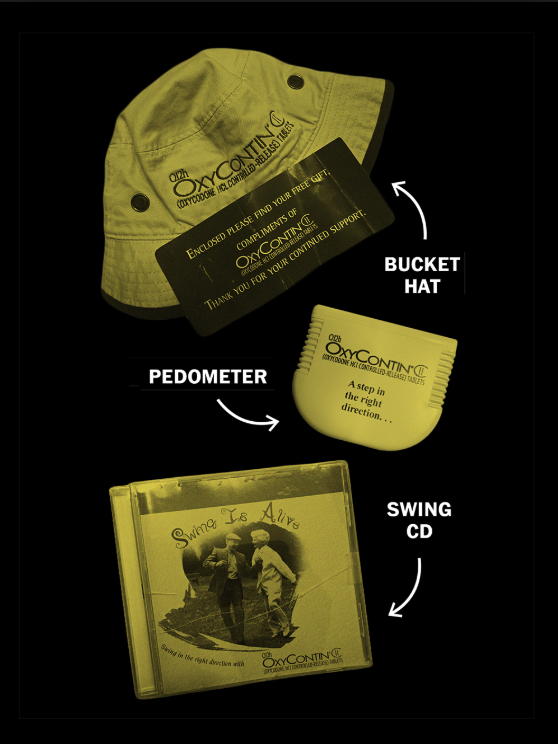 Q12h
OXYCONTIN® CII
(OXYCODONE HCl CONTROLLED-RELEASE) TABLETS
ENCLOSED PLEASE FIND YOUR FREE GIFT,
COMPLIMENTS OF
OXYCONTIN® CII
(OXYCODONE HCl CONTROLLED-RELEASE) TABLETS
THANK YOU FOR YOUR CONTINUED SUPPORT.
BUCKET
HAT
Q12h
OXYCONTIN® CII
(OXYCODONE HCl CONTROLLED-RELEASE) TABLETS
A step in
the right
direction. . .
PEDOMETER
Swing Is Alive
Swing in the right direction with
Q12h
OXYCONTIN® CII
(OXYCODONE HCl CONTROLLED-RELEASE) TABLETS
SWING
CD